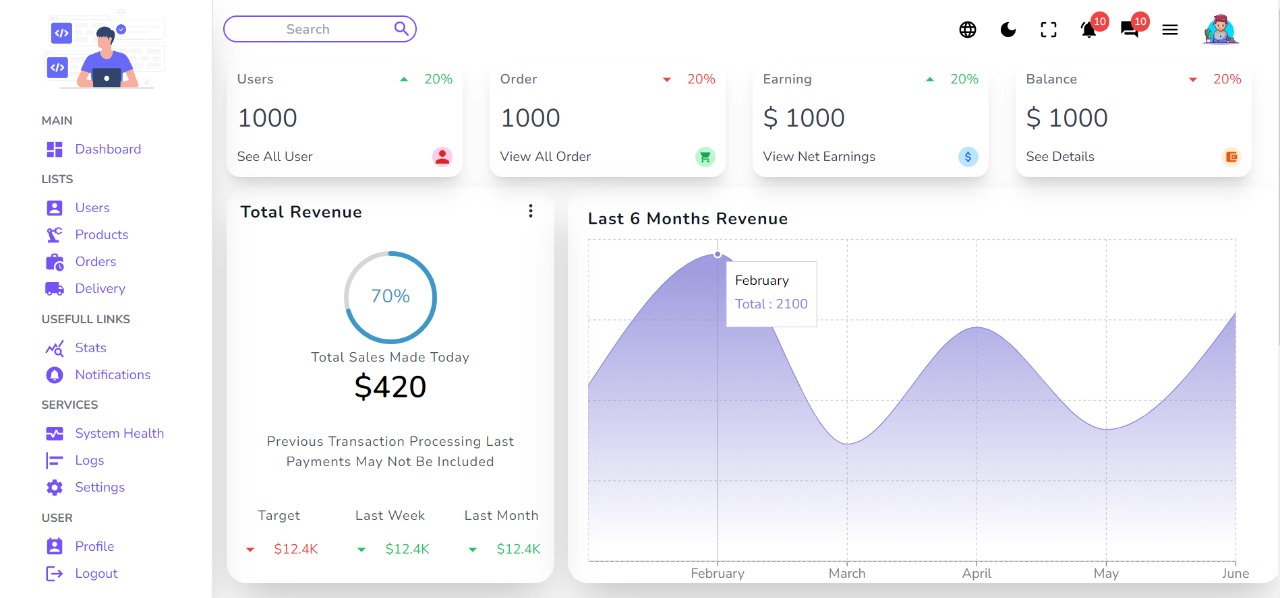 Search
10
10
MAIN
Dashboard
LISTS
Users
Products
Orders
Delivery
USEFULL LINKS
Stats
Notifications
SERVICES
System Health
Logs
Settings
USER
Profile
Logout
Users 20%
1000
See All User
Order 20%
1000
View All Order
Earning 20%
$ 1000
View Net Earnings
$
Balance 20%
$ 1000
See Details
Total Revenue
70%
Total Sales Made Today
$420
Previous Transaction Processing Last
Payments May Not Be Included
Target Last Week Last Month
$12.4K $12.4K $12.4K
Last 6 Months Revenue
February
Total : 2100
February March April May June